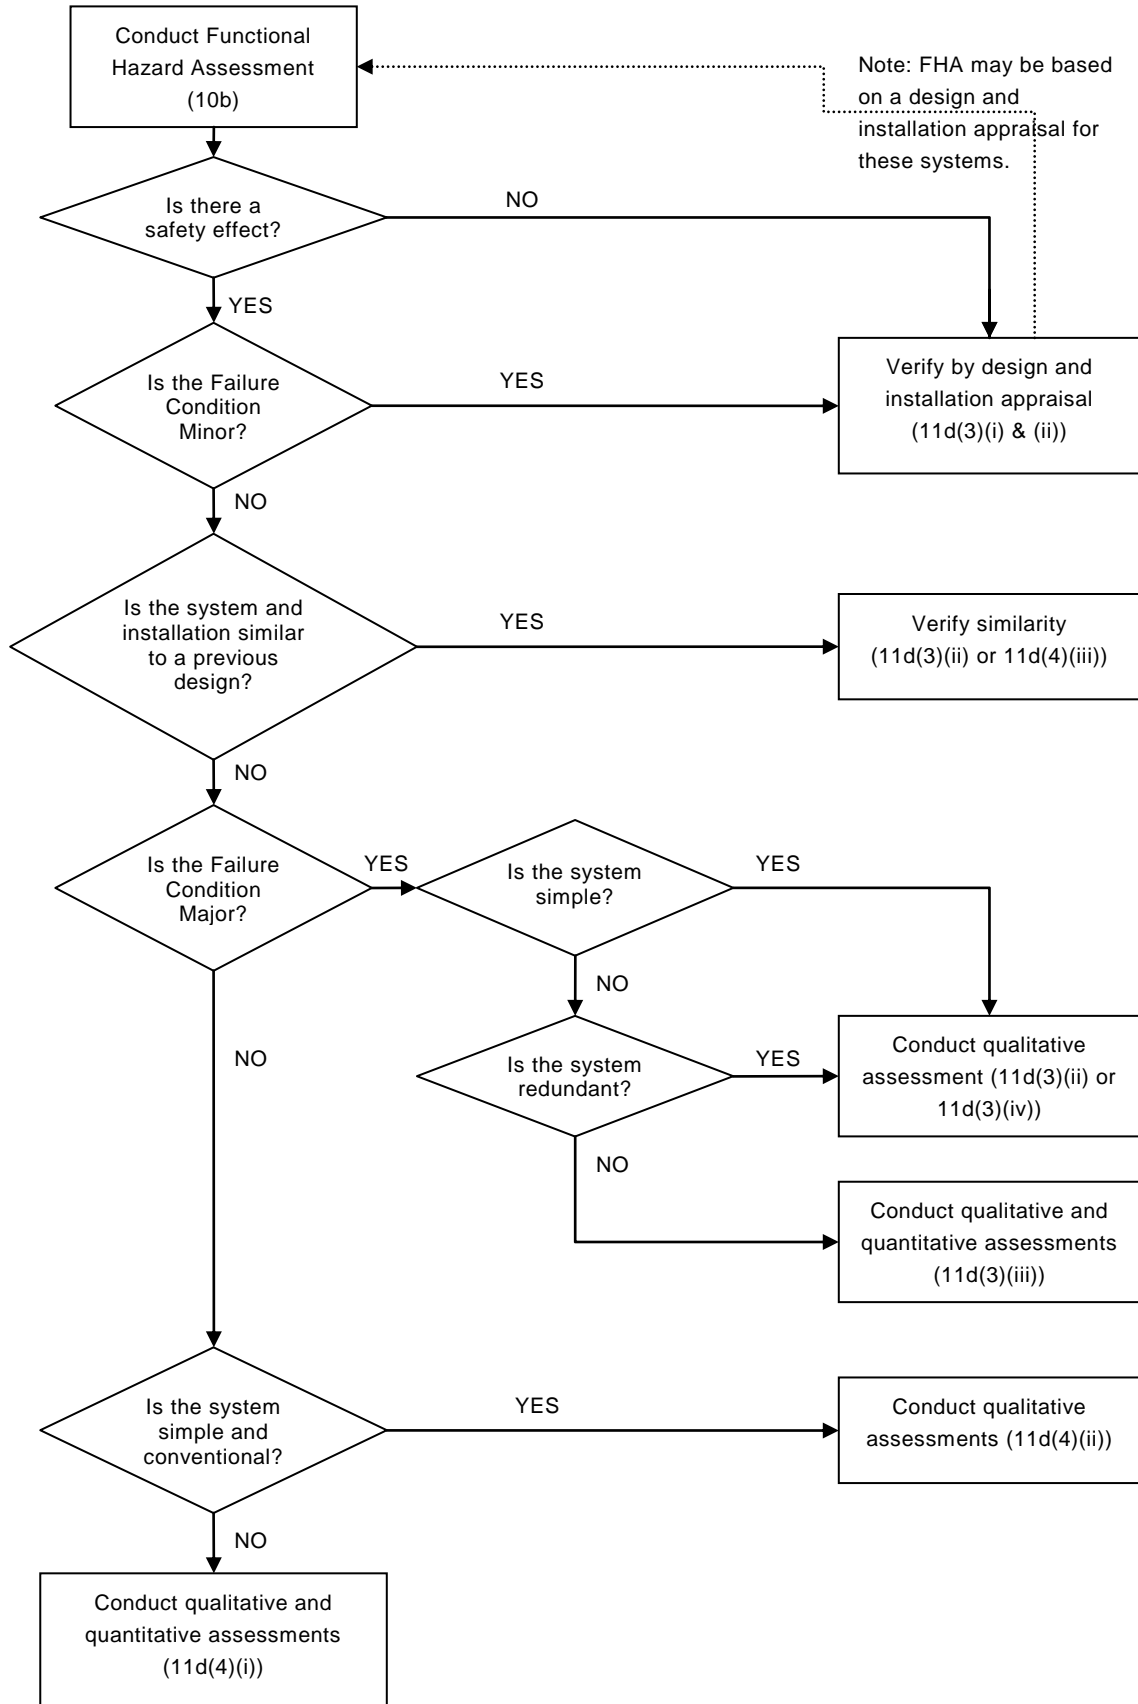 Conduct Functional
Hazard Assessment
(10b)
Note: FHA may be based
on a design and
installation appraisal for
these systems.
Is there a
safety effect?
NO
YES
Is the Failure
Condition
Minor?
YES
Verify by design and
installation appraisal
(11d(3)(i) & (ii))
NO
Is the system and
installation similar
to a previous
design?
YES
Verify similarity
(11d(3)(ii) or 11d(4)(iii))
NO
Is the Failure
Condition
Major?
YES
Is the system
simple?
YES
NO
NO
Is the system
redundant?
YES
Conduct qualitative
assessment (11d(3)(ii) or
11d(3)(iv))
NO
Conduct qualitative and
quantitative assessments
(11d(3)(iii))
Is the system
simple and
conventional?
YES
Conduct qualitative
assessments (11d(4)(ii))
NO
Conduct qualitative and
quantitative assessments
(11d(4)(i))